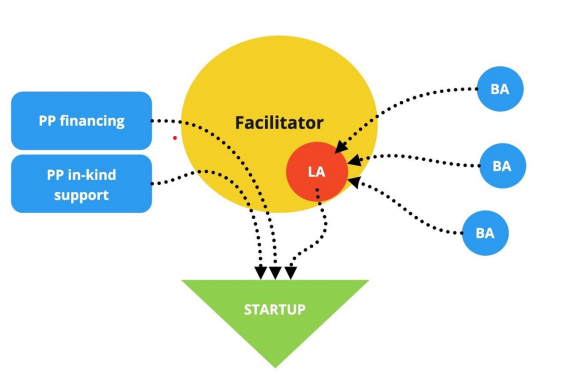 PP financing
PP in-kind
support
Facilitator
LA
BA
BA
BA
STARTUP